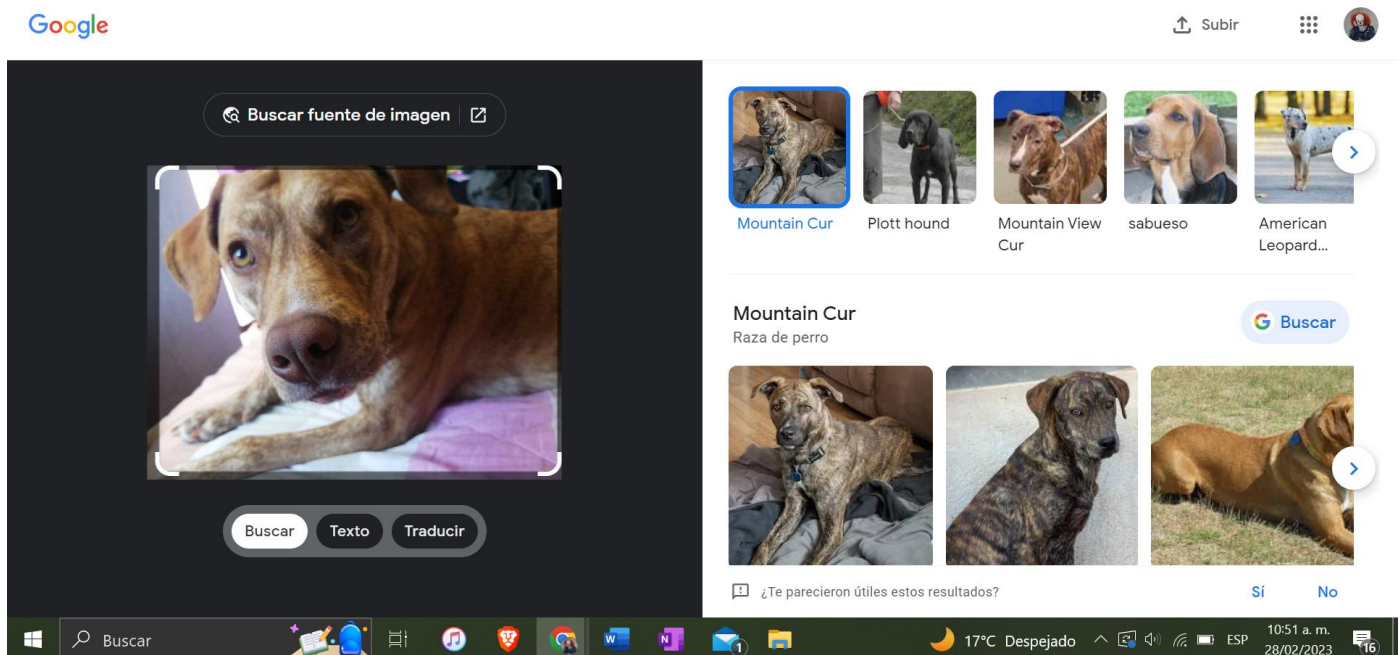 Google
Subir
Buscar fuente de imagen
Mountain Cur
Plott hound
Mountain View
Cur
sabueso
American
Leopard...
Mountain Cur
Raza de perro
Buscar
Buscar
Texto
Traducir
¿Te parecieron útiles estos resultados?
Sí
No
Buscar
W
N
1
17°C Despejado
ESP
10:51 a. m.
28/02/2023
16